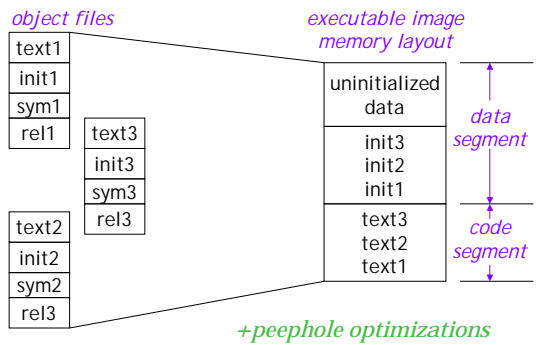 object files
text1
init1
sym1
rel1
text3
init3
sym3
rel3
text2
init2
sym2
rel3
executable image
memory layout
uninitialized
data
init3
init2
init1
text3
text2
text1
data
segment
code
segment
+peephole optimizations